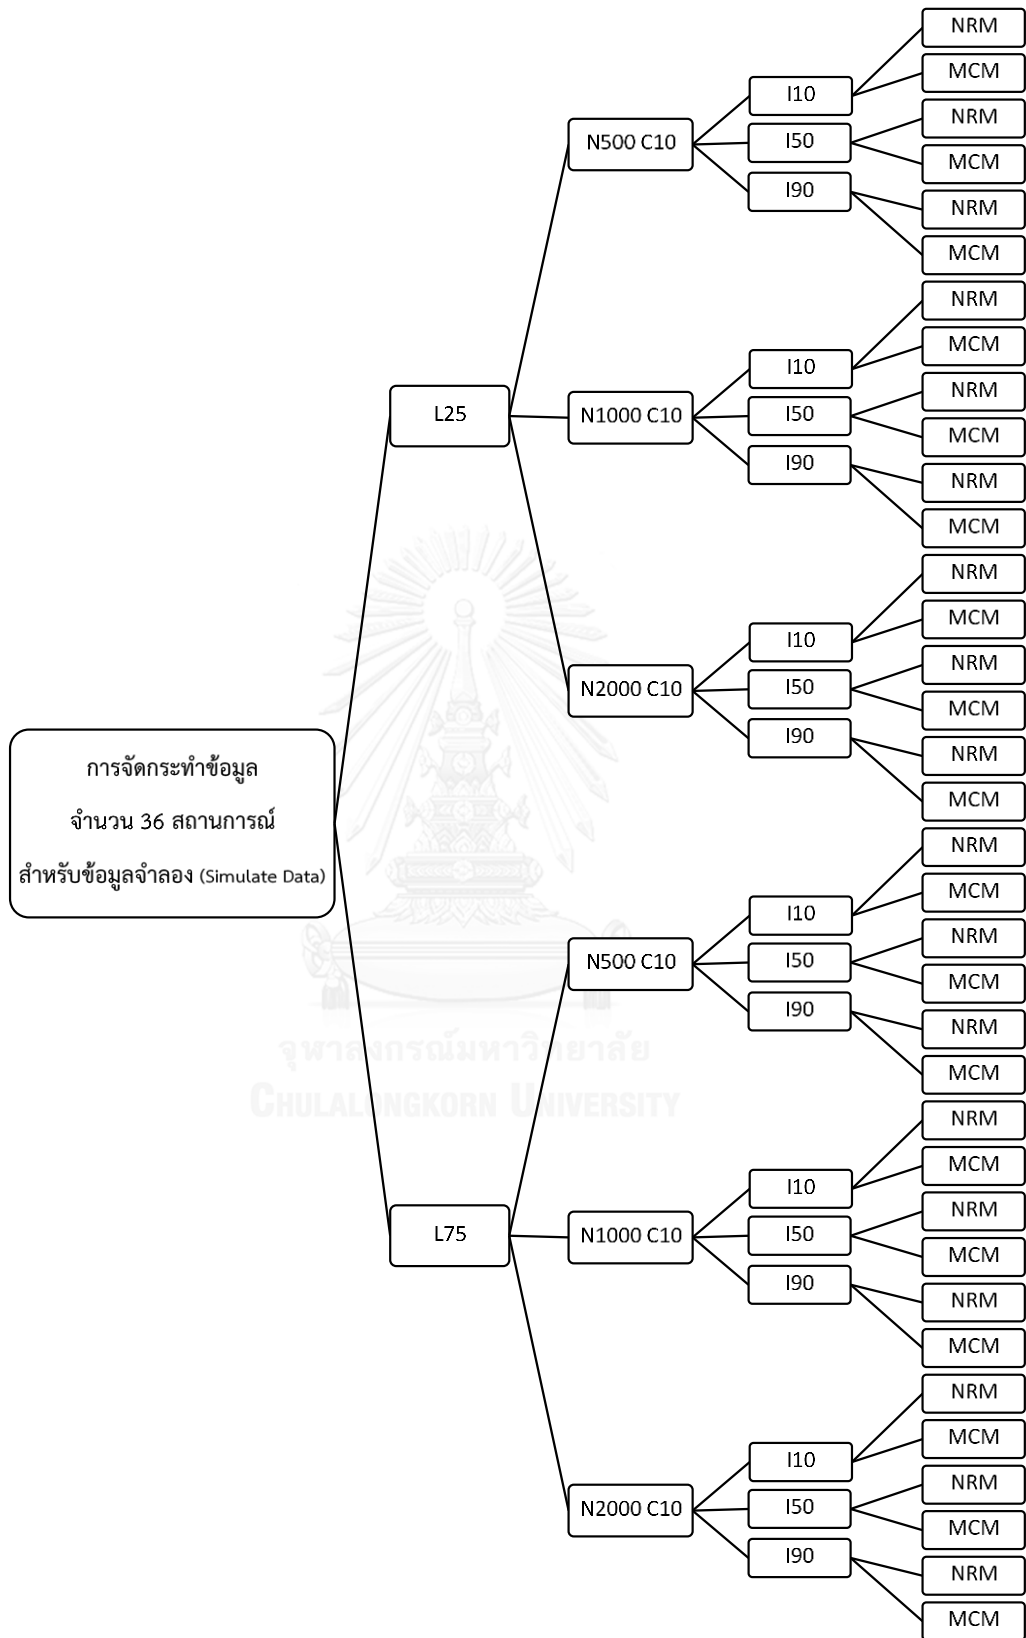 การจัดกระทำข้อมูล
จำนวน 36 สถานการณ์
สำหรับข้อมูลจำลอง (Simulate Data)
L25
N500 C10
I10
NRM
MCM
I50
NRM
MCM
I90
NRM
MCM
N1000 C10
I10
NRM
MCM
I50
NRM
MCM
I90
NRM
MCM
N2000 C10
I10
NRM
MCM
I50
NRM
MCM
I90
NRM
MCM
L75
N500 C10
I10
NRM
MCM
I50
NRM
MCM
I90
NRM
MCM
N1000 C10
I10
NRM
MCM
I50
NRM
MCM
I90
NRM
MCM
N2000 C10
I10
NRM
MCM
I50
NRM
MCM
I90
NRM
MCM
จุฬาลงกรณ์มหาวิทยาลัย
CHULALONGKORN UNIVERSITY